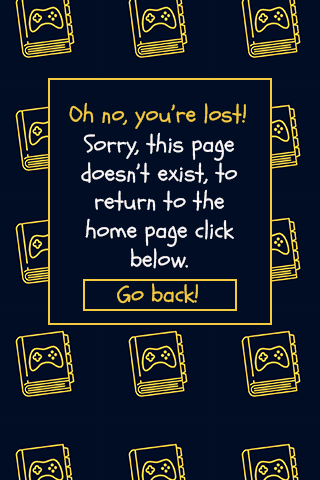 Oh no, you're lost!
Sorry, this page
doesn't exist, to
return to the
home page click
below.
Go back!